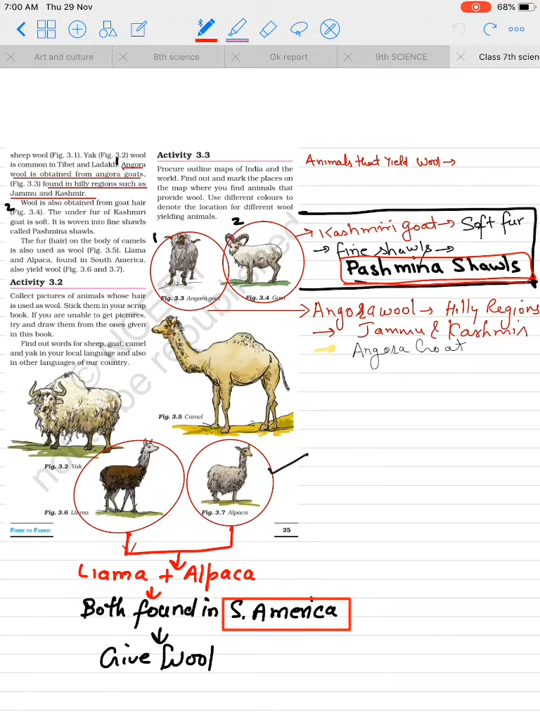 7:00 AM Thu 29 Nov
68%
Art and culture
8th science
Ok report
9th SCIENCE
Class 7th scien
sheep wool (Fig. 3.1). Yak (Fig. 3.2) wool
is common in Tibet and Ladakh. Angora
wool is obtained from angora goats,
(Fig. 3.3) found in hilly regions such as
Jammu and Kashmir.
Wool is also obtained from goat hair
(Fig. 3.4). The under fur of Kashmiri
goat is soft. It is woven into fine shawls
called Pashmina shawls.
The fur (hair) on the body of camels
is also used as wool (Fig. 3.5). Llama
and Alpaca, found in South America,
also yield wool (Fig. 3.6 and 3.7).
Activity 3.2
Collect pictures of animals whose hair
is used as wool. Stick them in your scrap
book. If you are unable to get pictures,
try and draw them from the ones given
in this book.
Find out words for sheep, goat, camel
and yak in your local language and also
in other languages of our country.
1
2
Fig. 3.2 Yak
Fig. 3.6 Llama
FIBRE TO FABRIC
Activity 3.3
Procure outline maps of India and the
world. Find out and mark the places on
the map where you find animals that
provide wool. Use different colours to
denote the location for different wool
yielding animals.
1
2
Fig. 3.3 Angora goat
Fig. 3.4 Goat
Fig. 3.5 Camel
Fig. 3.7 Alpaca
25
be republished
Animals that Yield Wool →
Kashmiri goat → Soft fur
→ fine shawls →
Pashmina Shawls
Angora wool → Hilly Regions
→ Jammu & Kashmir
Angora Goat
Llama + Alpaca
Both found in S. America
Give Wool